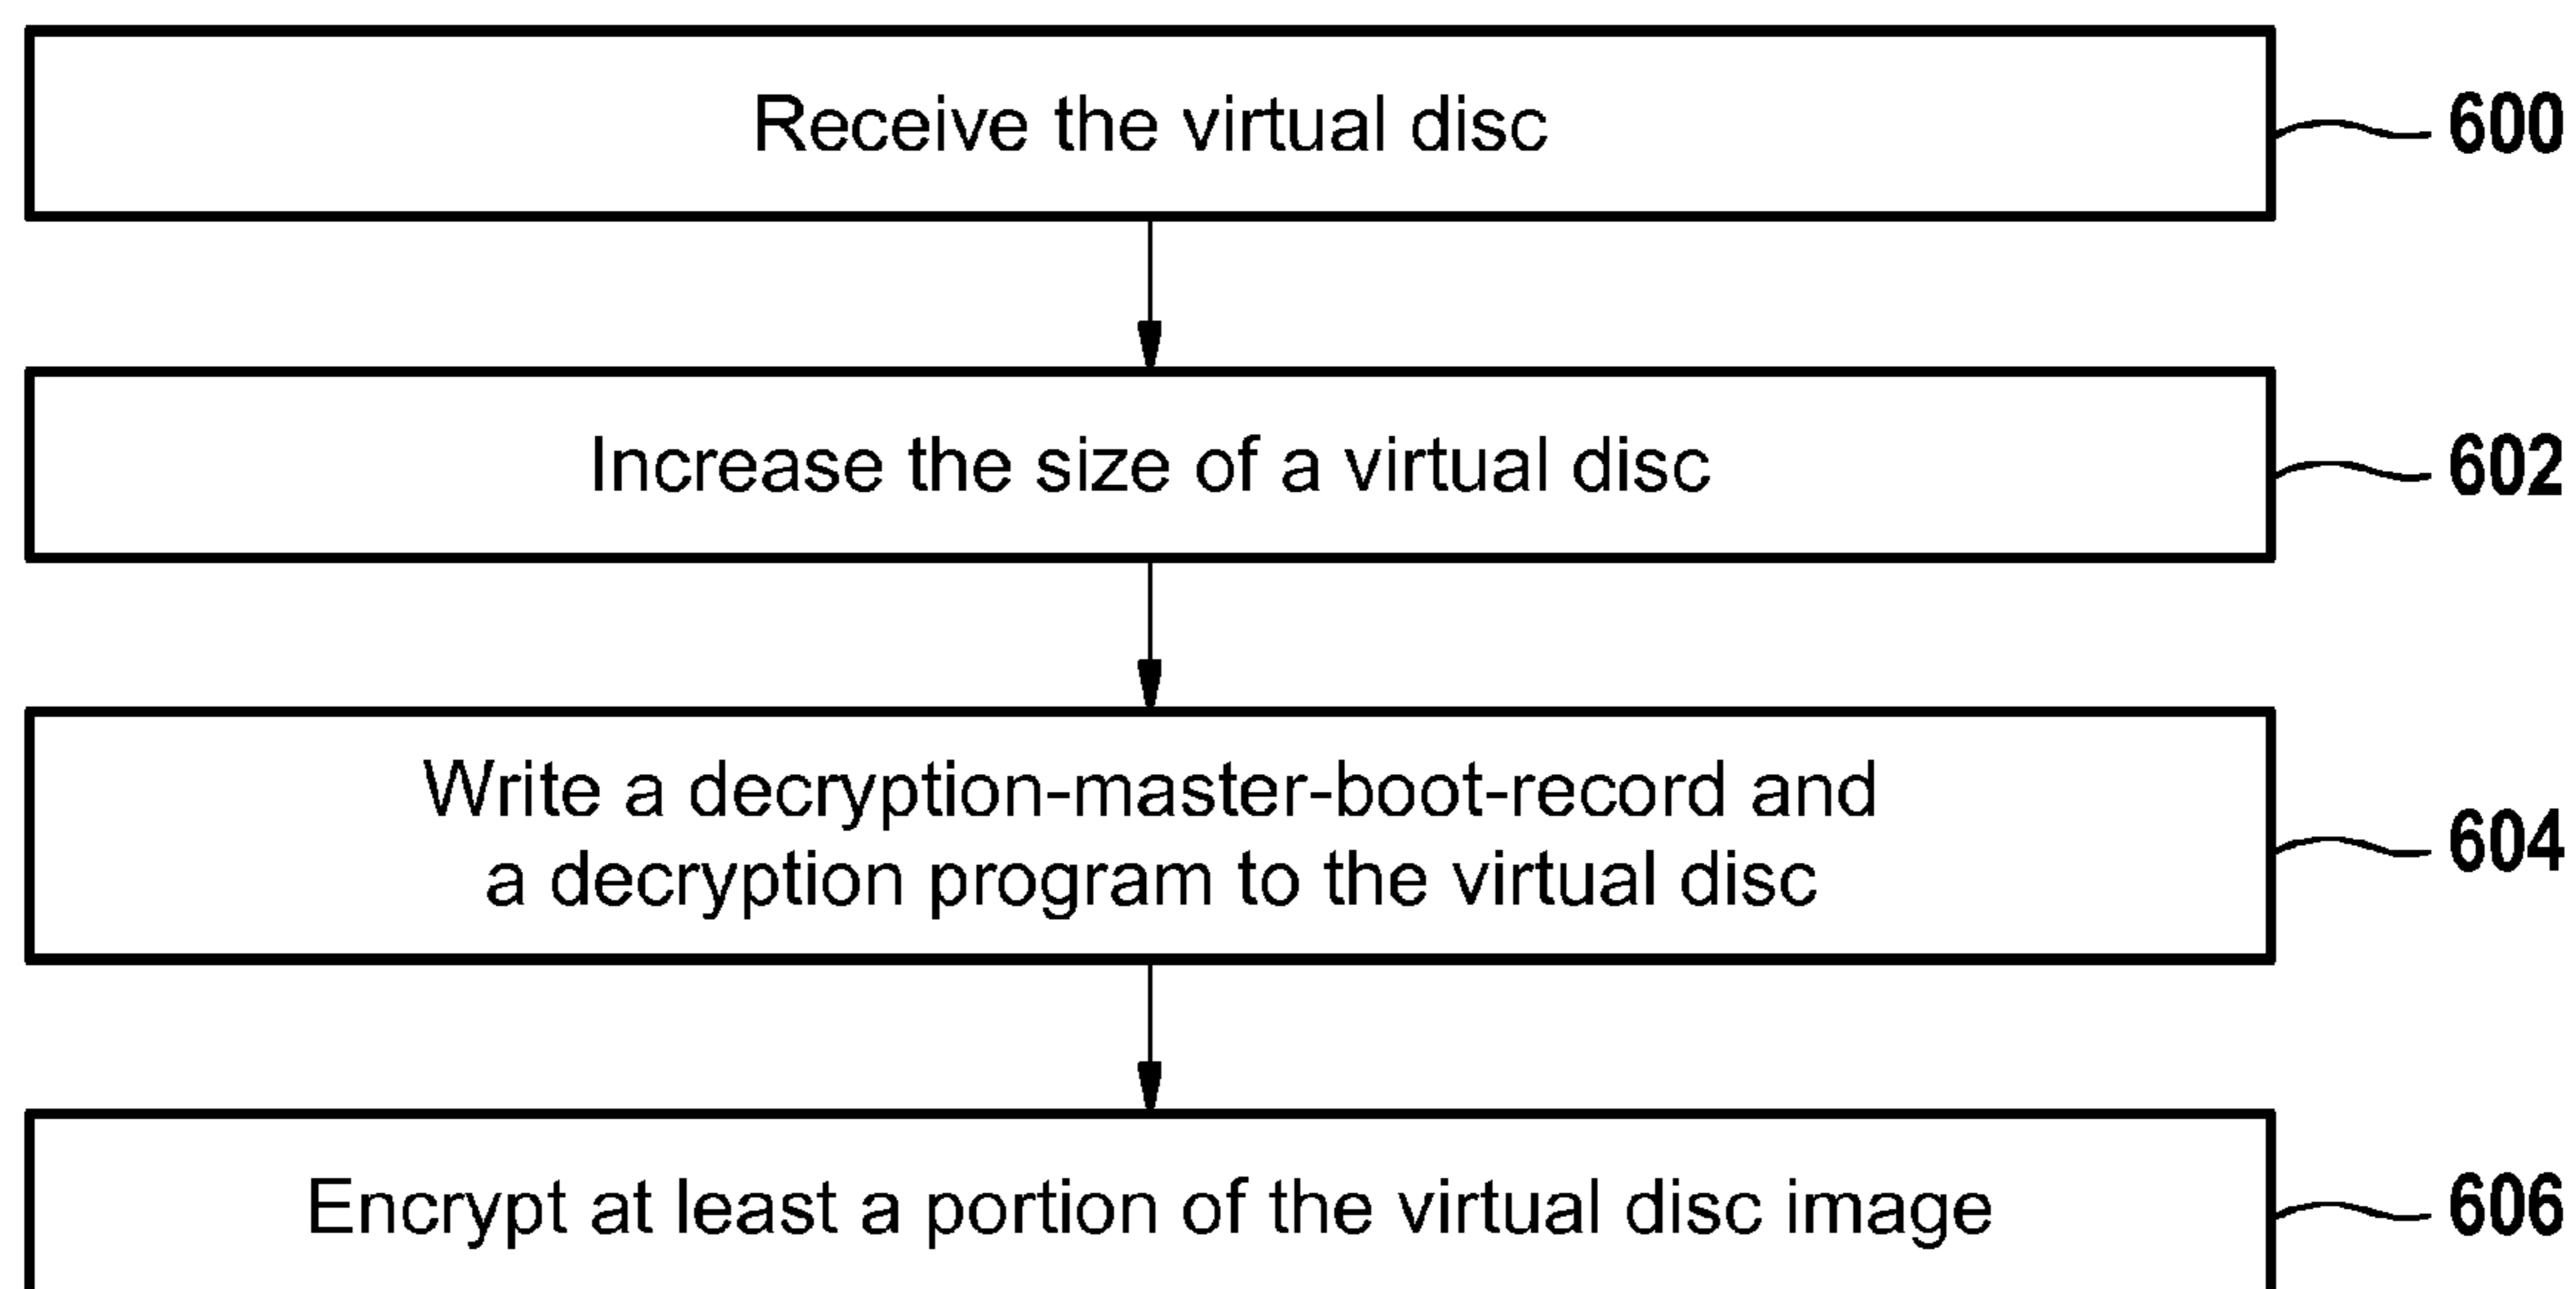 Receive the virtual disc
600
Increase the size of a virtual disc
602
Write a decryption-master-boot-record and
a decryption program to the virtual disc
604
Encrypt at least a portion of the virtual disc image
606